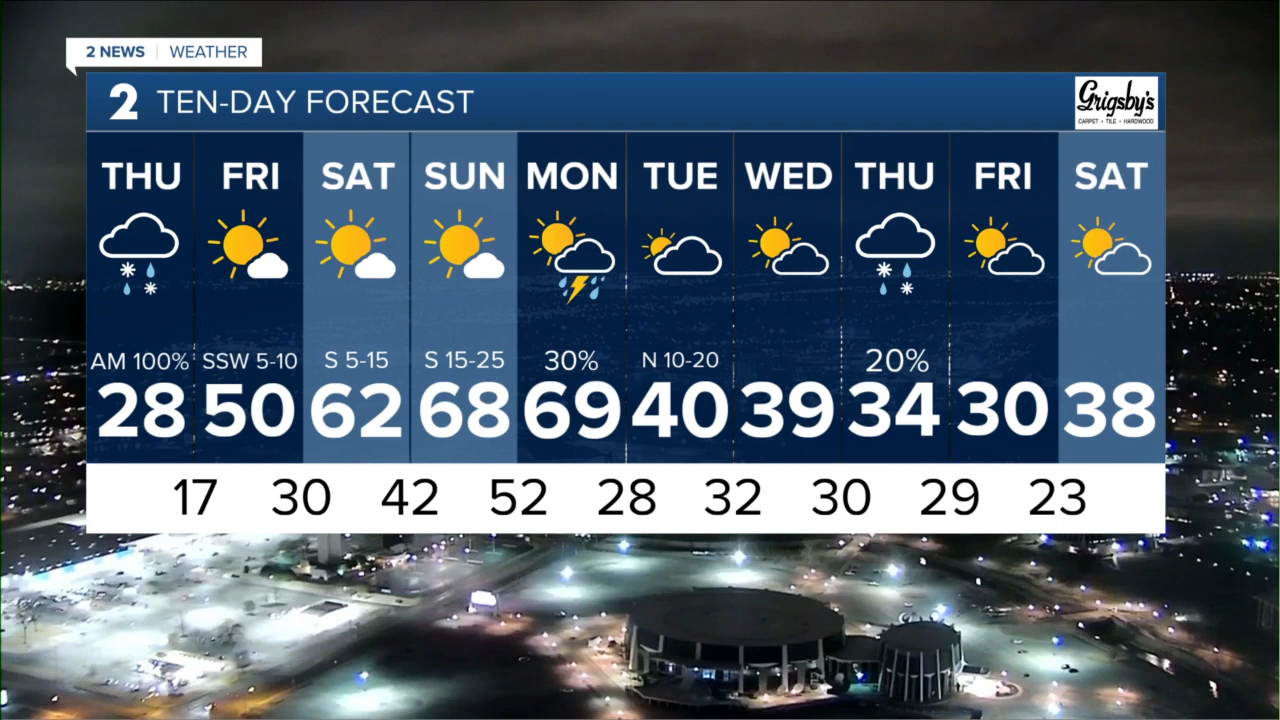 2 NEWS | WEATHER
2 TEN-DAY FORECAST
Grigsby's
CARPET • TILE • HARDWOOD
THU FRI SAT SUN MON TUE WED THU FRI SAT
AM 100% SSW 5-10 S 5-15 S 15-25 30% N 10-20 20%
28 50 62 68 69 40 39 34 30 38
17 30 42 52 28 32 30 29 23